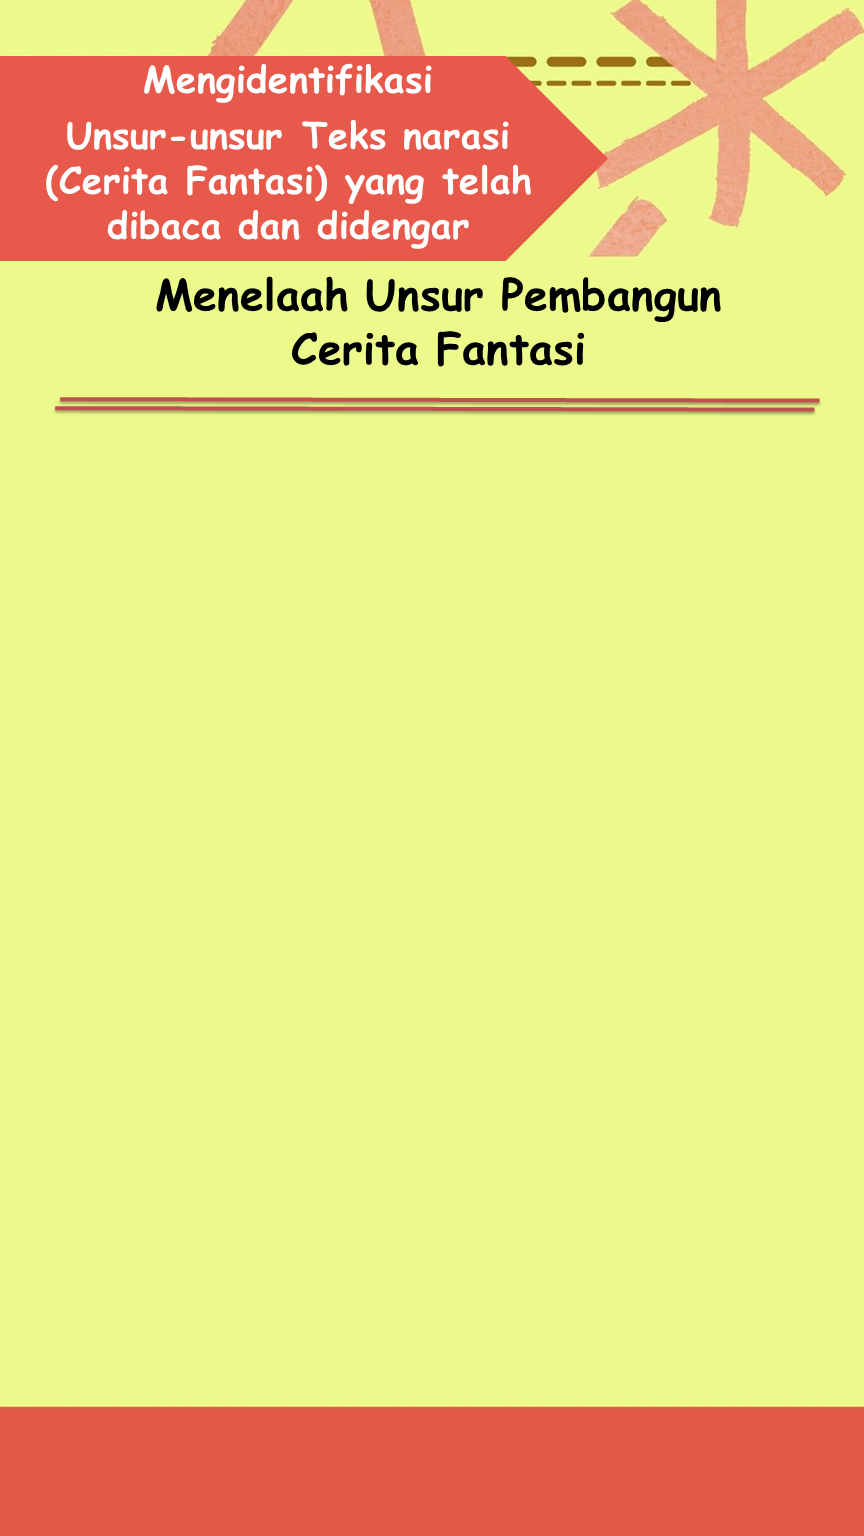 Mengidentifikasi
Unsur-unsur Teks narasi
(Cerita Fantasi) yang telah
dibaca dan didengar
Menelaah Unsur Pembangun
Cerita Fantasi